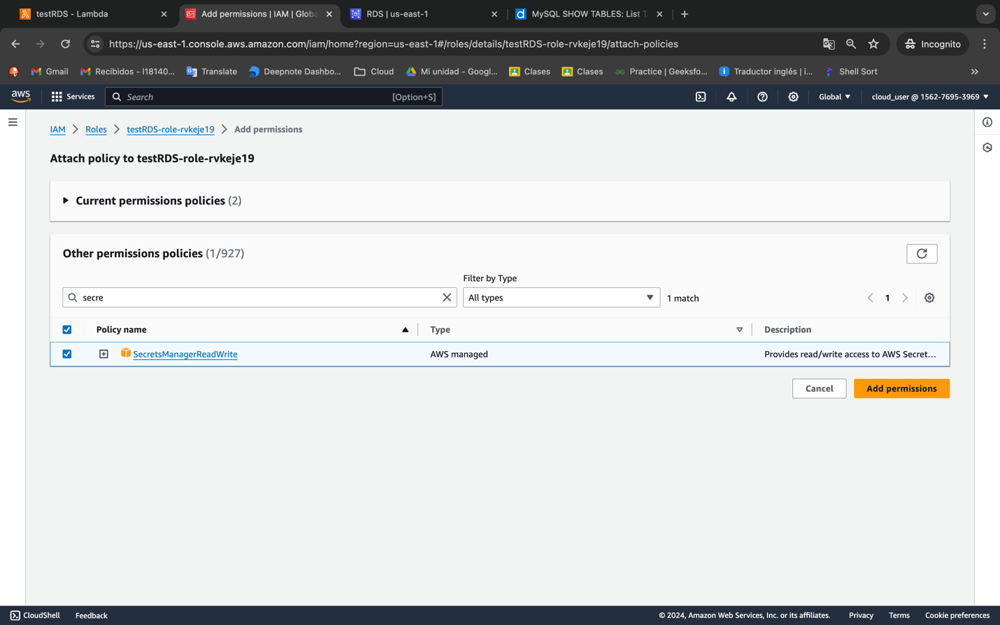 testRDS - Lambda
Add permissions | IAM | Globa
RDS | us-east-1
MySQL SHOW TABLES: List T
https://us-east-1.console.aws.amazon.com/iam/home?region=us-east-1#/roles/details/testRDS-role-rvkeje19/attach-policies
Incognito
Gmail
Recibidos - l18140...
Translate
Deepnote Dashbo...
Cloud
Mi unidad - Googl...
Clases
Clases
Practice | Geeksfo...
Traductor inglés | i...
Shell Sort
aws
Services
Search
[Option+S]
Global
cloud_user @ 1562-7695-3969
IAM
Roles
testRDS-role-rvkeje19
Add permissions
Attach policy to testRDS-role-rvkeje19
Current permissions policies (2)
Other permissions policies (1/927)
Filter by Type
secre
All types
1 match
1
Policy name
Type
Description
SecretsManagerReadWrite
AWS managed
Provides read/write access to AWS Secret...
Cancel
Add permissions
CloudShell
Feedback
© 2024, Amazon Web Services, Inc. or its affiliates.
Privacy
Terms
Cookie preferences